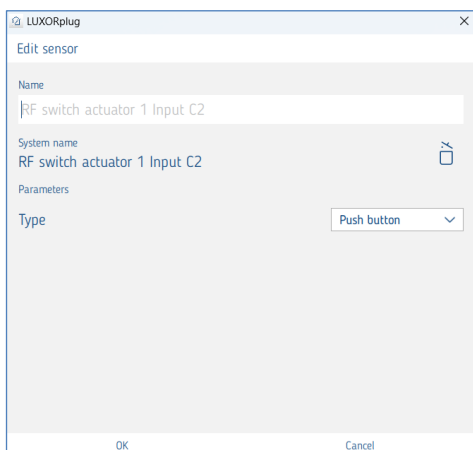 LUXORplug
Edit sensor
Name
RF switch actuator 1 Input C2
System name
RF switch actuator 1 Input C2
Parameters
Type
Push button
OK
Cancel